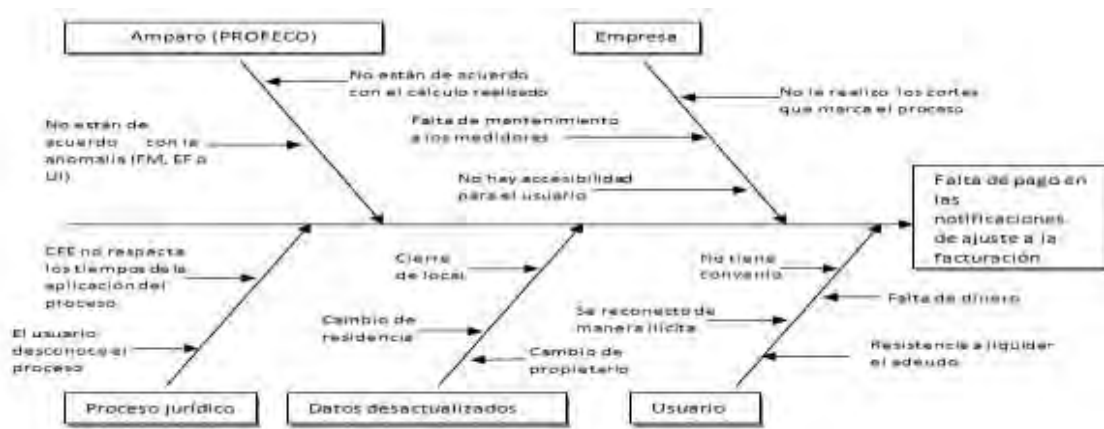 Amparo (PROFECO)
Empresa
No están de acuerdo
con el cálculo realizado
No están de
acuerdo con la
anomalía (FM, EF o
UI)
No le realizo los cortes
que marca el proceso
Falta de mantenimiento
a los medidores
No hay accesibilidad
para el usuario
Falta de pago en
las
notificaciones
de ajuste a la
facturación
CFE no respecta
los tiempos de la
aplicación del
proceso
El usuario
desconoce el
proceso
Cierre
de local
Cambio de
residencia
Cambio de
propietario
No tiene
convenio
Se reconecto de
manera ilícita
Falta de dinero
Resistencia a liquidar
el adeudo
Proceso jurídico
Datos desactualizados
Usuario